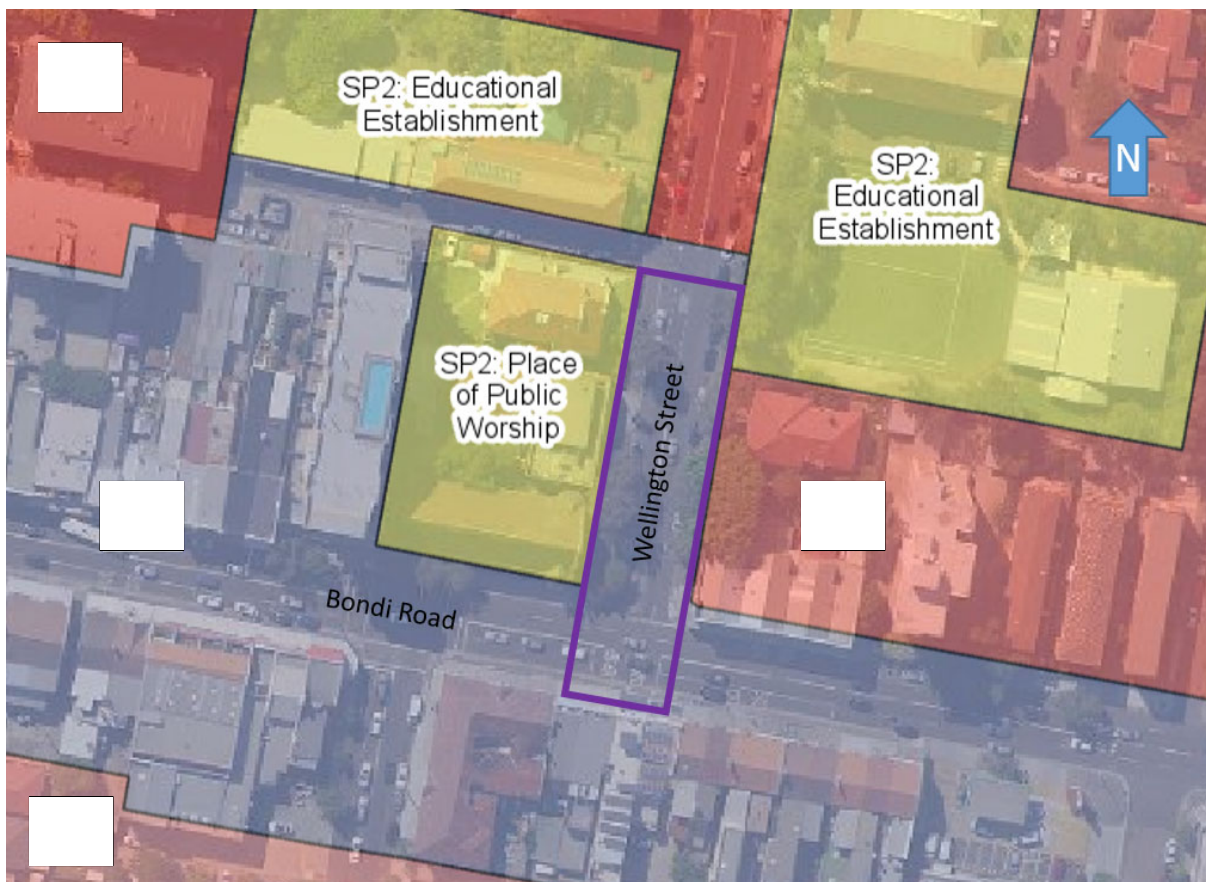 SP2: Educational
Establishment
SP2:
Educational
Establishment
N
SP2: Place
of Public
Worship
Wellington Street
Bondi Road